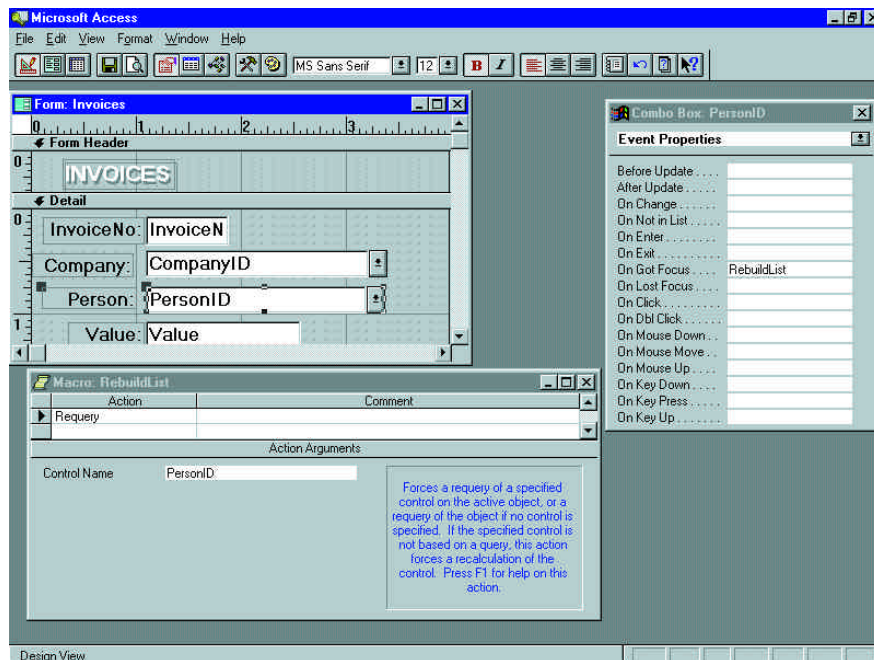 Microsoft Access
File Edit View Format Window Help
MS Sans Serif 12 B I
Form: Invoices
0 1 2 3
Form Header
0
INVOICES
Detail
0
InvoiceNo: InvoiceN
Company: CompanyID
Person: PersonID
1
Value: Value
Combo Box: PersonID
Event Properties
Before Update . . . .
After Update . . . . .
On Change . . . . . .
On Not in List . . . . .
On Enter . . . . . . . .
On Exit . . . . . . . . . .
On Got Focus . . . . RebuildList
On Lost Focus . . . .
On Click . . . . . . . . . .
On Dbl Click . . . . . .
On Mouse Down . .
On Mouse Move . .
On Mouse Up . . . .
On Key Down . . . .
On Key Press . . . . .
On Key Up . . . . . . .
Macro: RebuildList
Action Comment
Requery
Action Arguments
Control Name PersonID
Forces a requery of a specified
control on the active object, or a
requery of the object if no control is
specified. If the specified control is
not based on a query, this action
forces a recalculation of the
control. Press F1 for help on this
action.
Design View